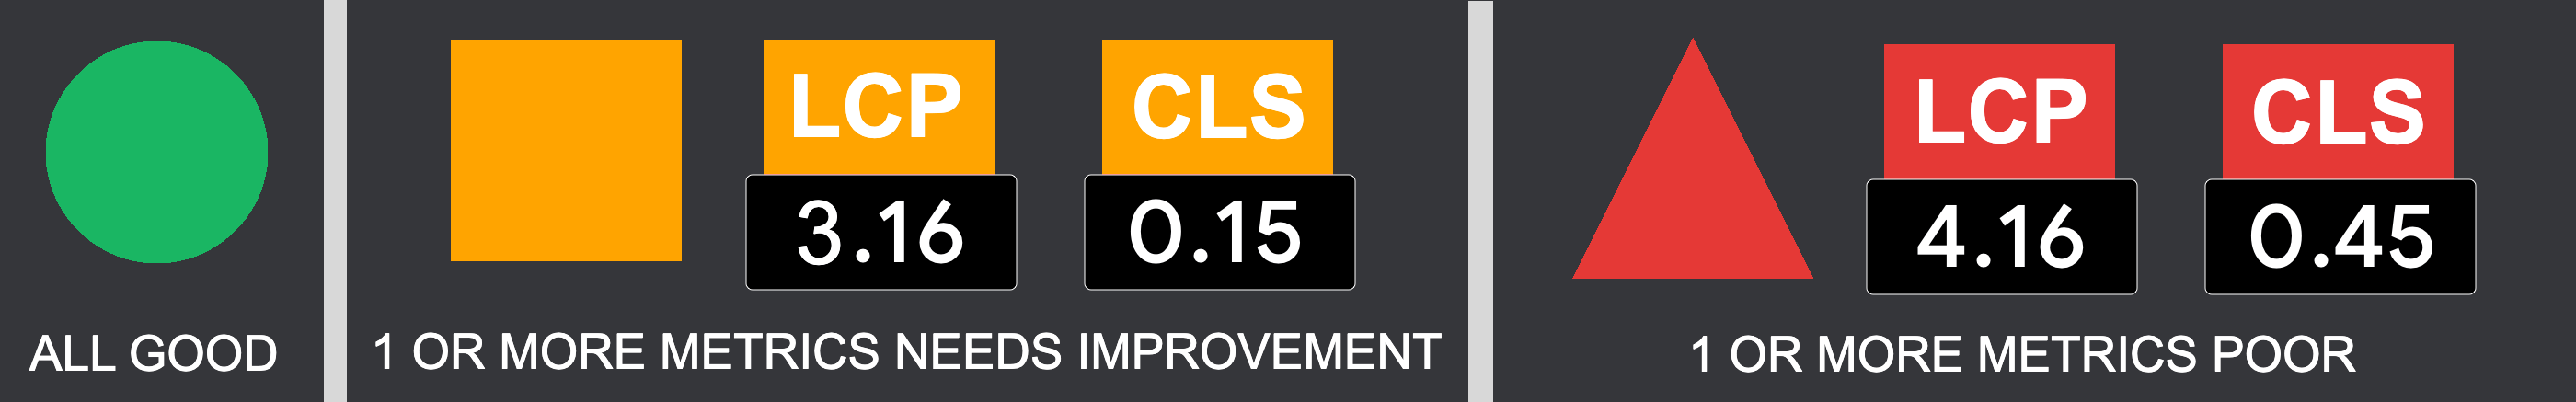 ALL GOOD
LCP
3.16
CLS
0.15
1 OR MORE METRICS NEEDS IMPROVEMENT
LCP
4.16
CLS
0.45
1 OR MORE METRICS POOR